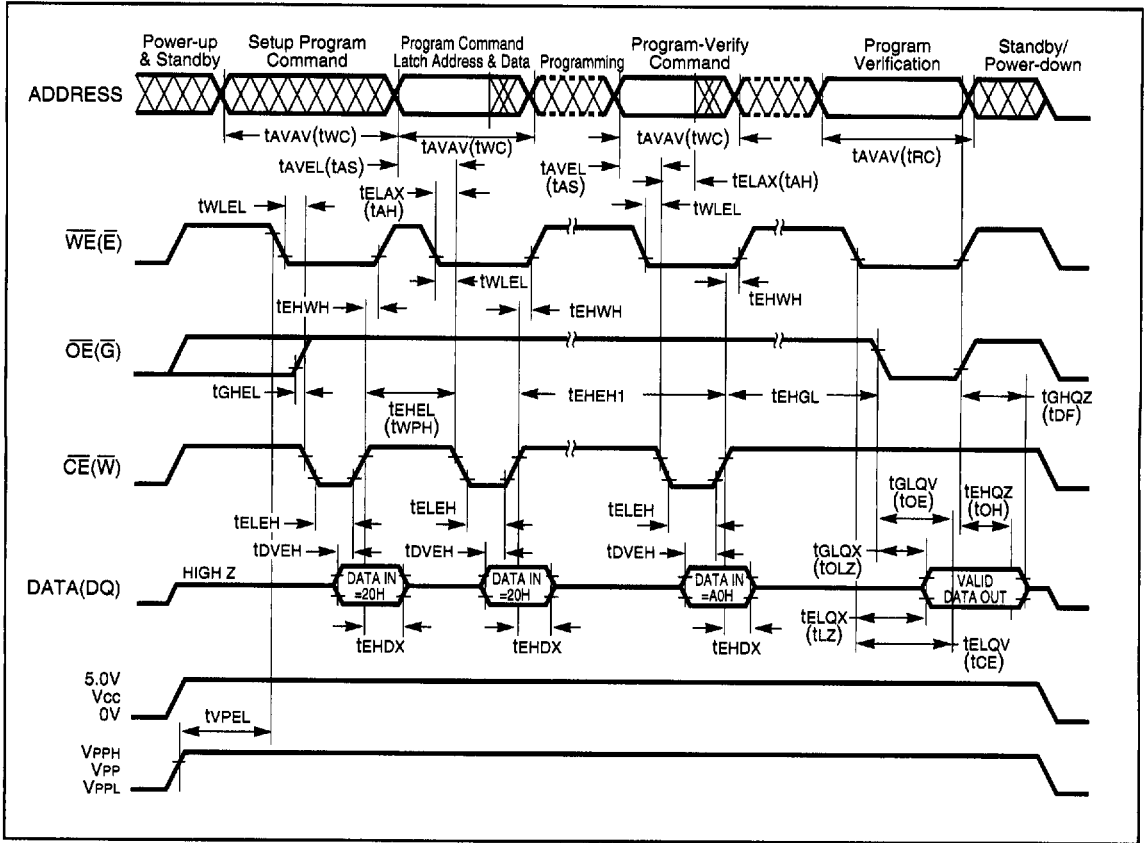 Power-up
& Standby
Setup Program
Command
Program Command
Latch Address & Data
Programming
Program-Verify
Command
Program
Verification
Standby/
Power-down
ADDRESS
tAVAV(tWC)
tAVAV(tWC)
tAVAV(tWC)
tAVAV(tRC)
tAVEL(tAS)
tAVEL
(tAS)
tELAX
(tAH)
tELAX(tAH)
tWLEL
tWLEL
WE(E)
tWLEL
tEHWH
tEHWH
tEHWH
OE(G)
tGHEL
tEHEL
(tWPH)
tEHEH1
tEHGL
tGHQZ
(tDF)
CE(W)
tELEH
tELEH
tELEH
tGLQV
(tOE)
tEHQZ
(tOH)
tDVEH
tDVEH
tDVEH
tGLQX
(tOLZ)
DATA(DQ)
HIGH Z
DATA IN
=20H
DATA IN
=20H
DATA IN
=A0H
VALID
DATA OUT
tEHDX
tEHDX
tEHDX
tELQX
(tLZ)
tELQV
(tCE)
5.0V
Vcc
0V
tVPEL
VPPH
VPP
VPPL